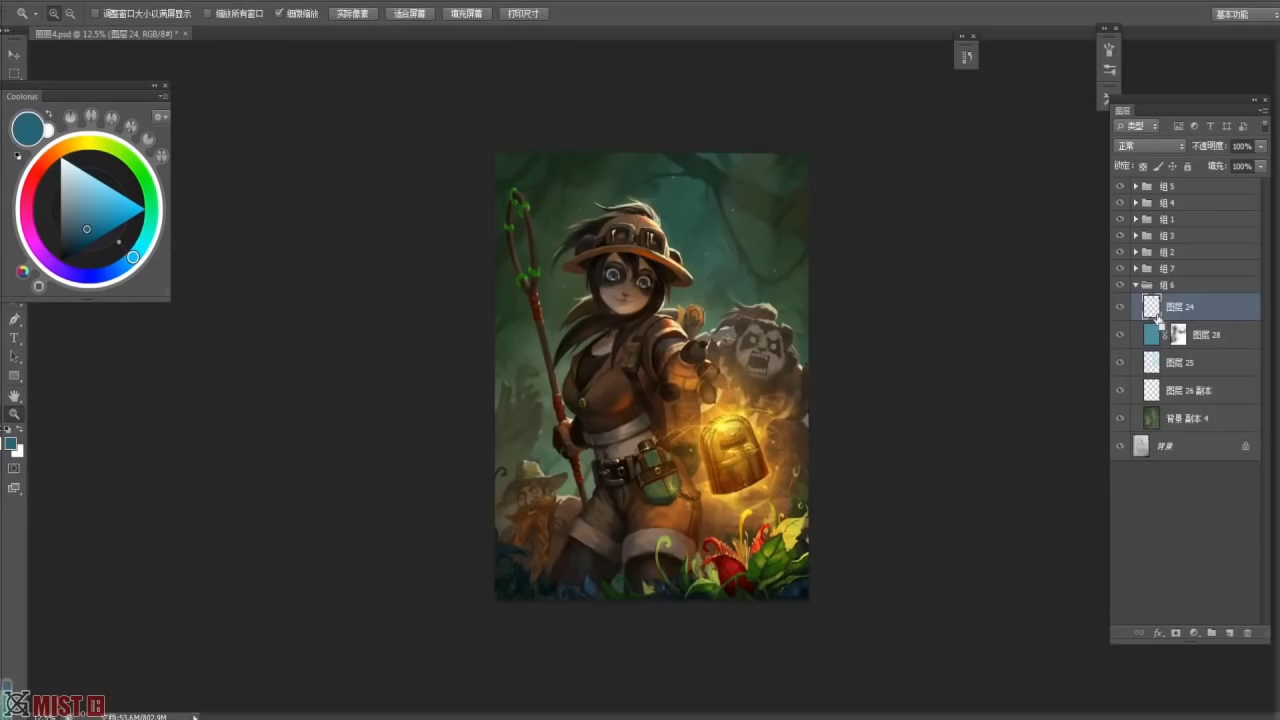 调整窗口大小以满屏显示 缩放所有窗口 细微缩放 实际像素 适合屏幕 填充屏幕 打印尺寸 基本功能
丽丽4.psd @ 12.5% (图层 24, RGB/8#) * ×
Coolorus
图层
类型
正常 不透明度: 100%
锁定: 填充: 100%
组 5
组 4
组 1
组 3
组 2
组 7
组 6
图层 24
图层 28
图层 25
图层 26 副本
背景 副本 4
背景
MIST
文档:53.6M/802.9M